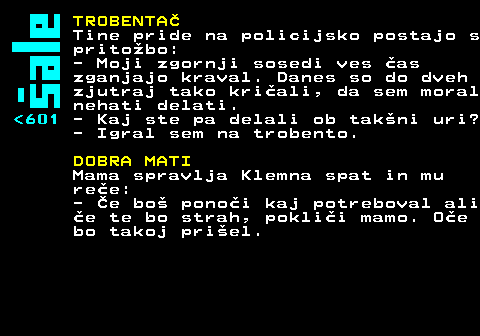 šale
<601
TROBENTAČ
Tine pride na policijsko postajo s
pritožbo:
- Moji zgornji sosedi ves čas
zganjajo kraval. Danes so do dveh
zjutraj tako kričali, da sem moral
nehati delati.
- Kaj ste pa delali ob takšni uri?
- Igral sem na trobento.
DOBRA MATI
Mama spravlja Klemna spat in mu
reče:
- Če boš ponoči kaj potreboval ali
če te bo strah, pokliči mamo. Oče
bo takoj prišel.